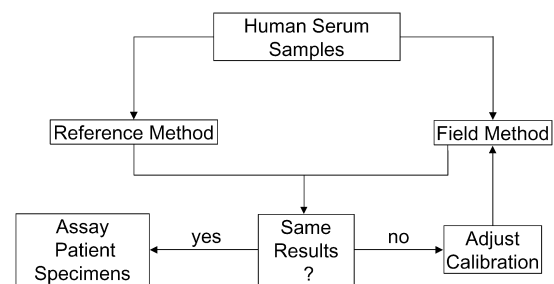 Human Serum
Samples
Reference Method
Field Method
Assay
Patient
Specimens
yes
Same
Results
?
no
Adjust
Calibration